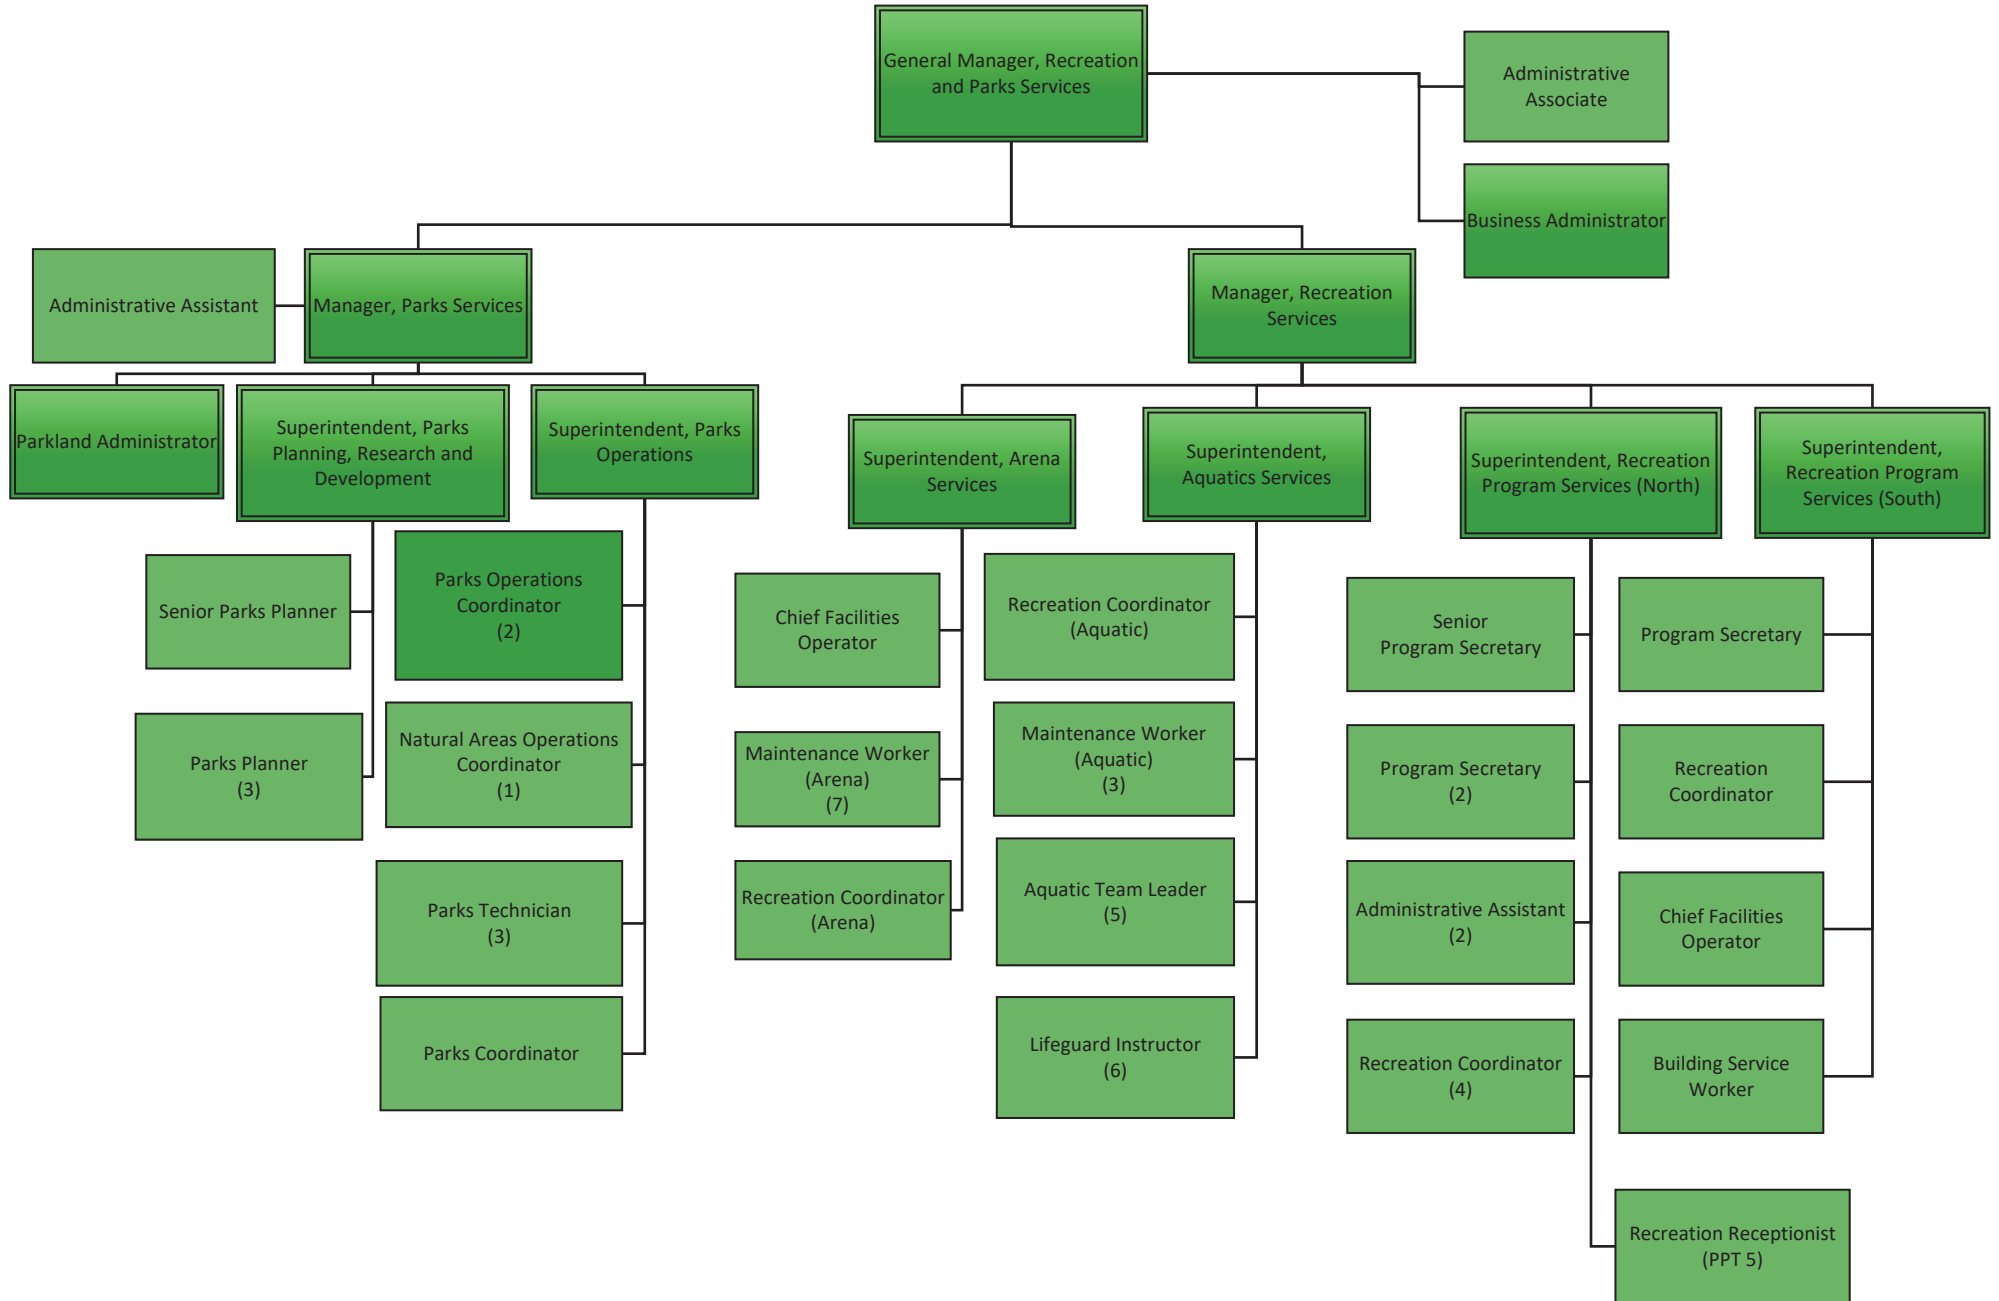 General Manager, Recreation
and Parks Services
Administrative
Associate
Business Administrator
Administrative Assistant
Manager, Parks Services
Manager, Recreation
Services
Parkland Administrator
Superintendent, Parks
Planning, Research and
Development
Superintendent, Parks
Operations
Superintendent, Arena
Services
Superintendent,
Aquatics Services
Superintendent, Recreation
Program Services (North)
Superintendent,
Recreation Program
Services (South)
Senior Parks Planner
Parks Planner
(3)
Parks Operations
Coordinator
(2)
Natural Areas Operations
Coordinator
(1)
Parks Technician
(3)
Parks Coordinator
Chief Facilities
Operator
Maintenance Worker
(Arena)
(7)
Recreation Coordinator
(Arena)
Recreation Coordinator
(Aquatic)
Maintenance Worker
(Aquatic)
(3)
Aquatic Team Leader
(5)
Lifeguard Instructor
(6)
Senior
Program Secretary
Program Secretary
(2)
Administrative Assistant
(2)
Recreation Coordinator
(4)
Recreation Receptionist
(PPT 5)
Program Secretary
Recreation
Coordinator
Chief Facilities
Operator
Building Service
Worker